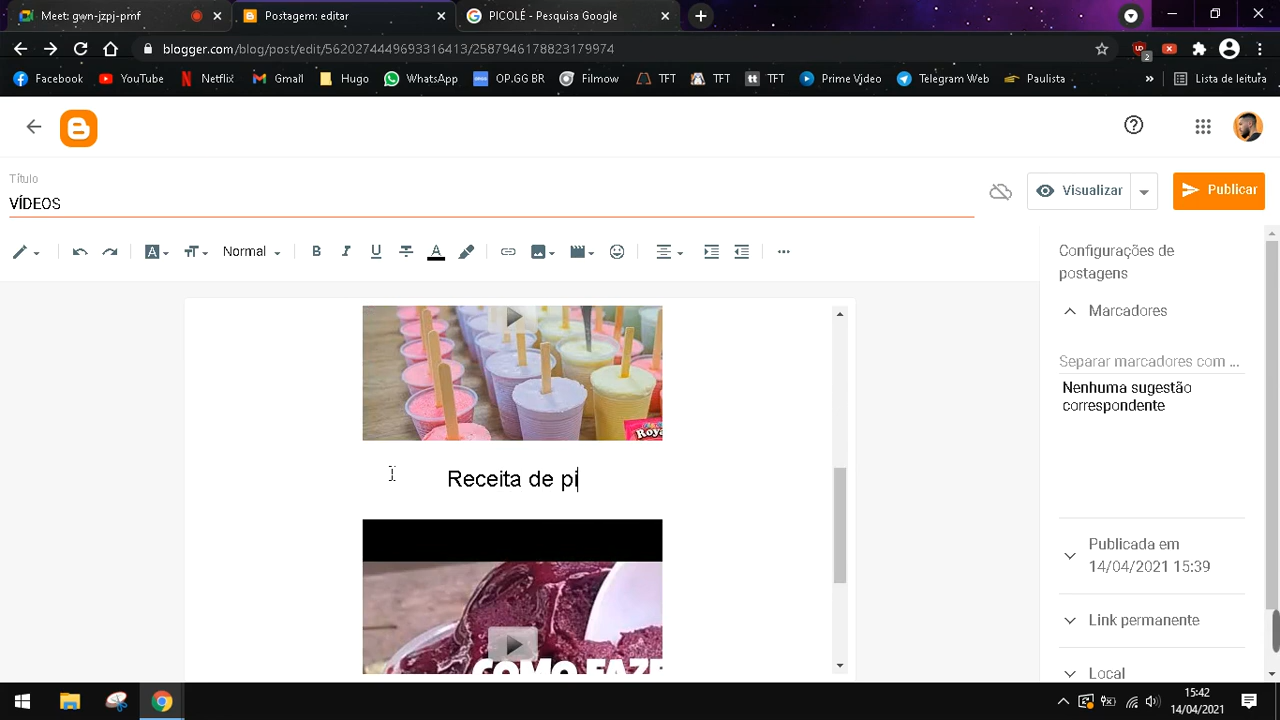 Meet: gwn-jzpj-pmf
Postagem: editar
PICOLÉ - Pesquisa Google
blogger.com/blog/post/edit/5620274449693316413/2587946178823179974
2
Facebook YouTube Netflix Gmail Hugo WhatsApp OP.GG BR Filmow TFT TFT TFT Prime Video Telegram Web Paulista » Lista de leitura
Título
VÍDEOS
Visualizar
Publicar
Normal
B I U
Configurações de
postagens
Marcadores
Separar marcadores com ...
Nenhuma sugestão
correspondente
Royal
Receita de pi
COMO FAZE
Publicada em
14/04/2021 15:39
Link permanente
Local
15:42
14/04/2021